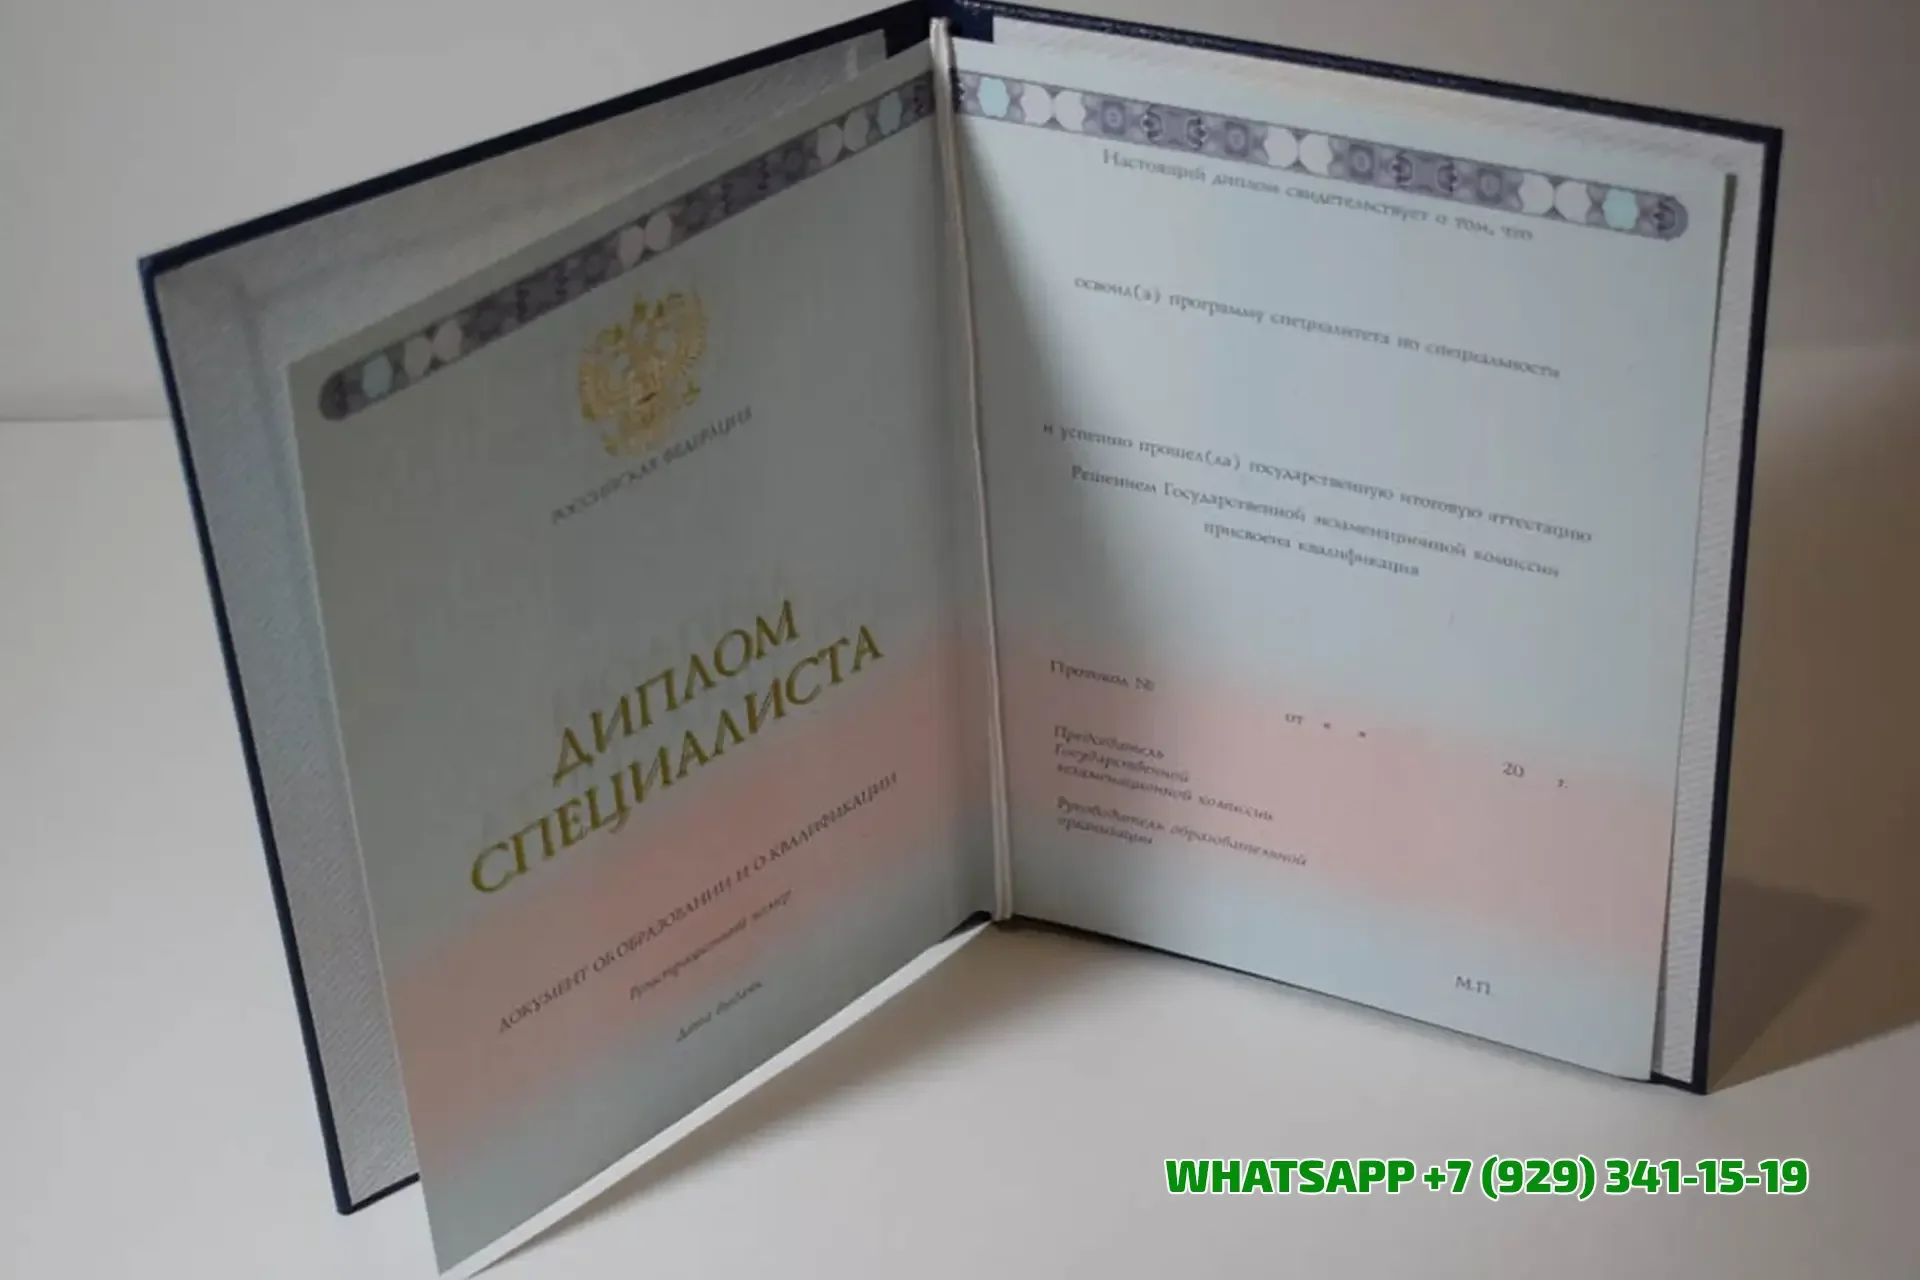 РОССИЙСКАЯ ФЕДЕРАЦИЯ
ДИПЛОМ
СПЕЦИАЛИСТА
ДОКУМЕНТ ОБ ОБРАЗОВАНИИ И О КВАЛИФИКАЦИИ
Регистрационный номер
Дата выдачи
Настоящий диплом свидетельствует о том, что
освоил(а) программу специалитета по специальности
и успешно прошел(ла) государственную итоговую аттестацию
Решением Государственной экзаменационной комиссии
присвоена квалификация
Протокол №
от « »
20 г.
Председатель
Государственной
экзаменационной комиссии
Руководитель образовательной
организации
М.П.
WHATSAPP +7 (929) 341-15-19